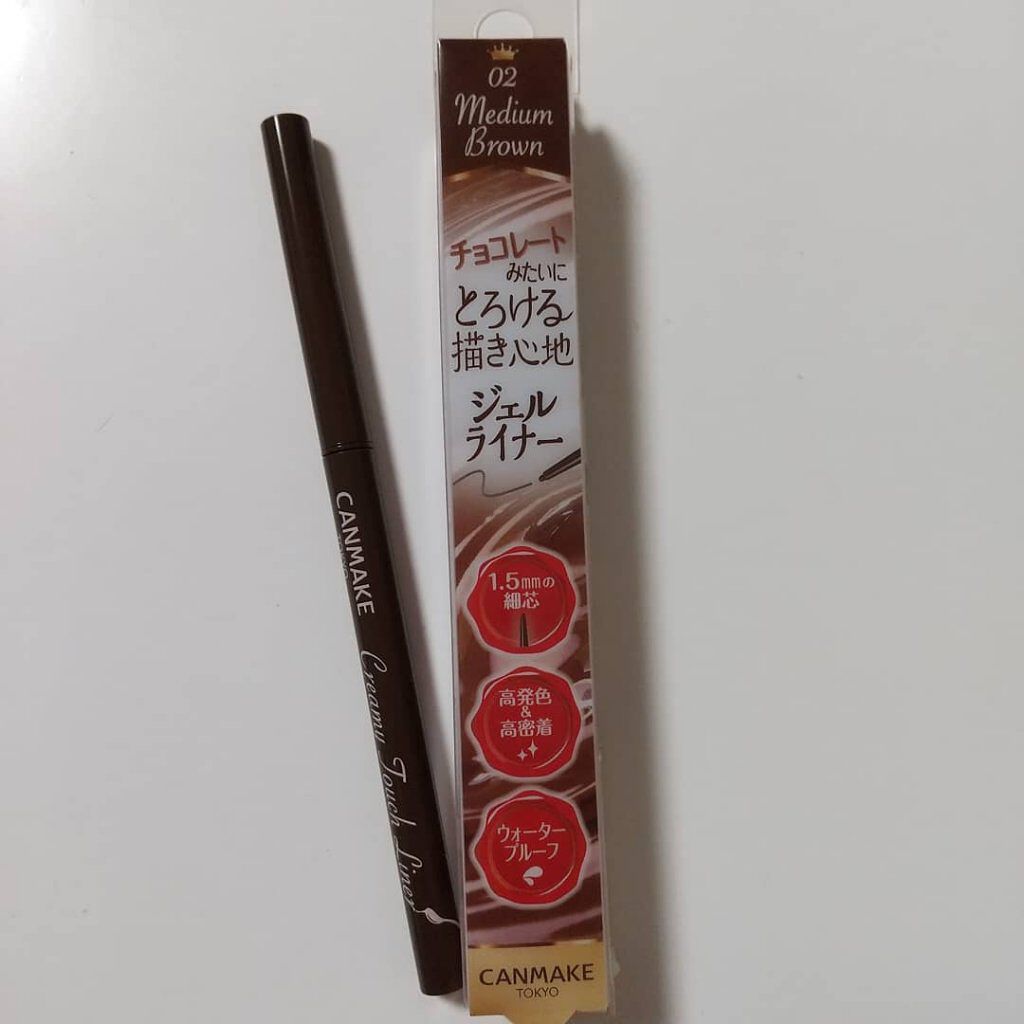 02
Medium
Brown
チョコレート
みたいに
とろける
描き心地
ジェル
ライナー
1.5mmの
細芯
高発色
&
高密着
ウォーター
プルーフ
CANMAKE
TOKYO
CANMAKE
TOKYO
Creamy Touch Liner